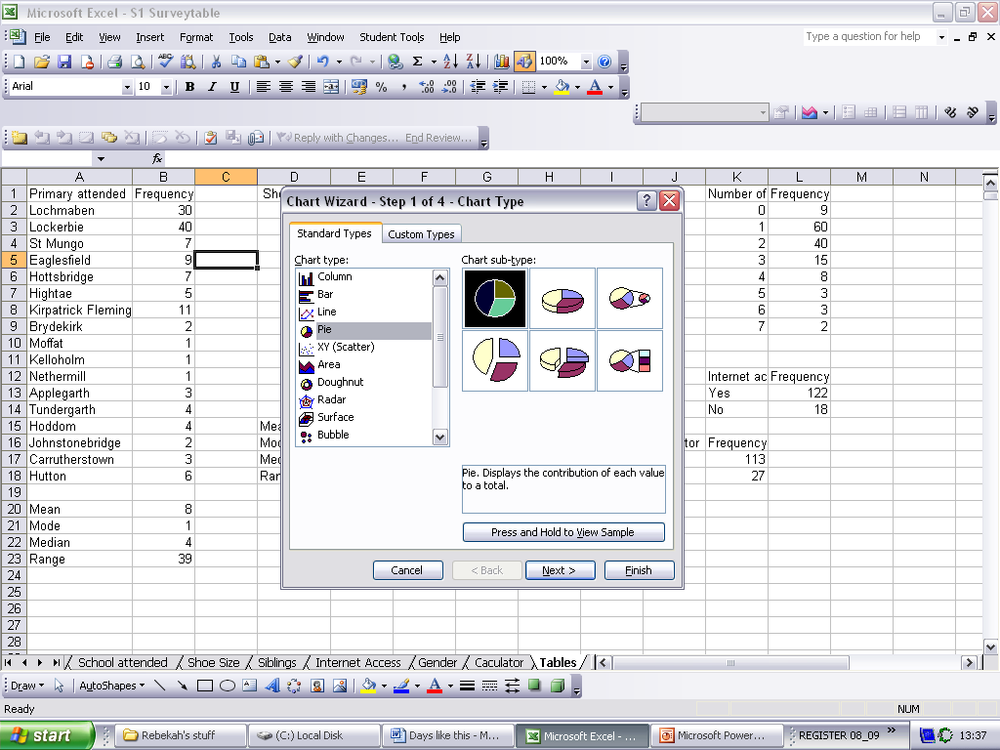 Microsoft Excel - S1 Surveytable
File Edit View Insert Format Tools Data Window Student Tools Help Type a question for help
100%
Arial 10 B I U % ,
Reply with Changes... End Review...
fx
A B C D E F G H I J K L M N
1 Primary attended Frequency Sho Number of Frequency
Chart Wizard - Step 1 of 4 - Chart Type
2 Lochmaben 30 0 9
3 Lockerbie 40 1 60
4 St Mungo 7 2 40
5 Eaglesfield 9 3 15
6 Hottsbridge 7 4 8
7 Hightae 5 5 3
8 Kirkpatrick Fleming 11 6 3
9 Brydekirk 2 7 2
10 Moffat 1
11 Kelloholm 1
12 Nethermill 1 Internet ac Frequency
13 Applegarth 3 Yes 122
14 Tundergarth 4 No 18
15 Hoddom 4 Mea
16 Johnstonebridge 2 Mod tor Frequency
17 Carrutherstown 3 Med 113
18 Hutton 6 Ran 27
19
20 Mean 8
21 Mode 1
22 Median 4
23 Range 39
24
25
26
27
28
Standard Types Custom Types
Chart type:
Column
Bar
Line
Pie
XY (Scatter)
Area
Doughnut
Radar
Surface
Bubble
Chart sub-type:
Pie. Displays the contribution of each value
to a total.
Press and Hold to View Sample
Cancel < Back Next > Finish
School attended Shoe Size Siblings Internet Access Gender Caculator Tables
Draw AutoShapes
Ready NUM
start Rebekah's stuff (C:) Local Disk Days like this - M... Microsoft Excel - ... Microsoft Power... REGISTER 08_09 13:37